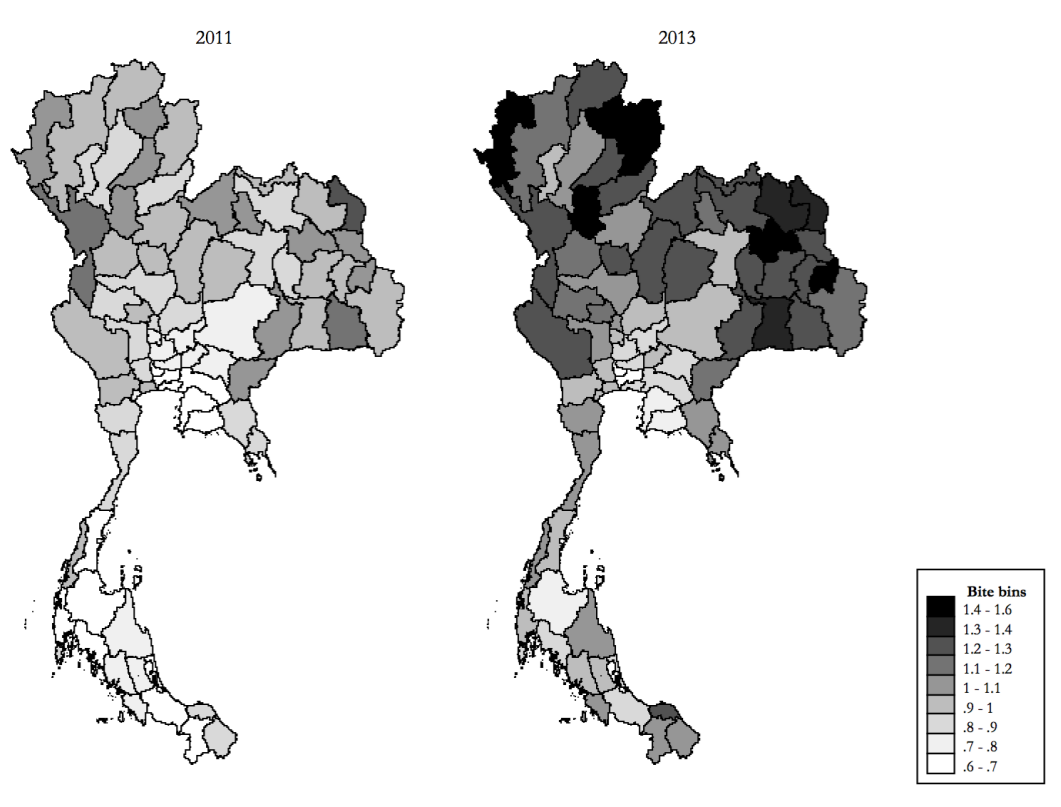 2011
2013
Bite bins
1.4 - 1.6
1.3 - 1.4
1.2 - 1.3
1.1 - 1.2
1 - 1.1
.9 - 1
.8 - .9
.7 - .8
.6 - .7